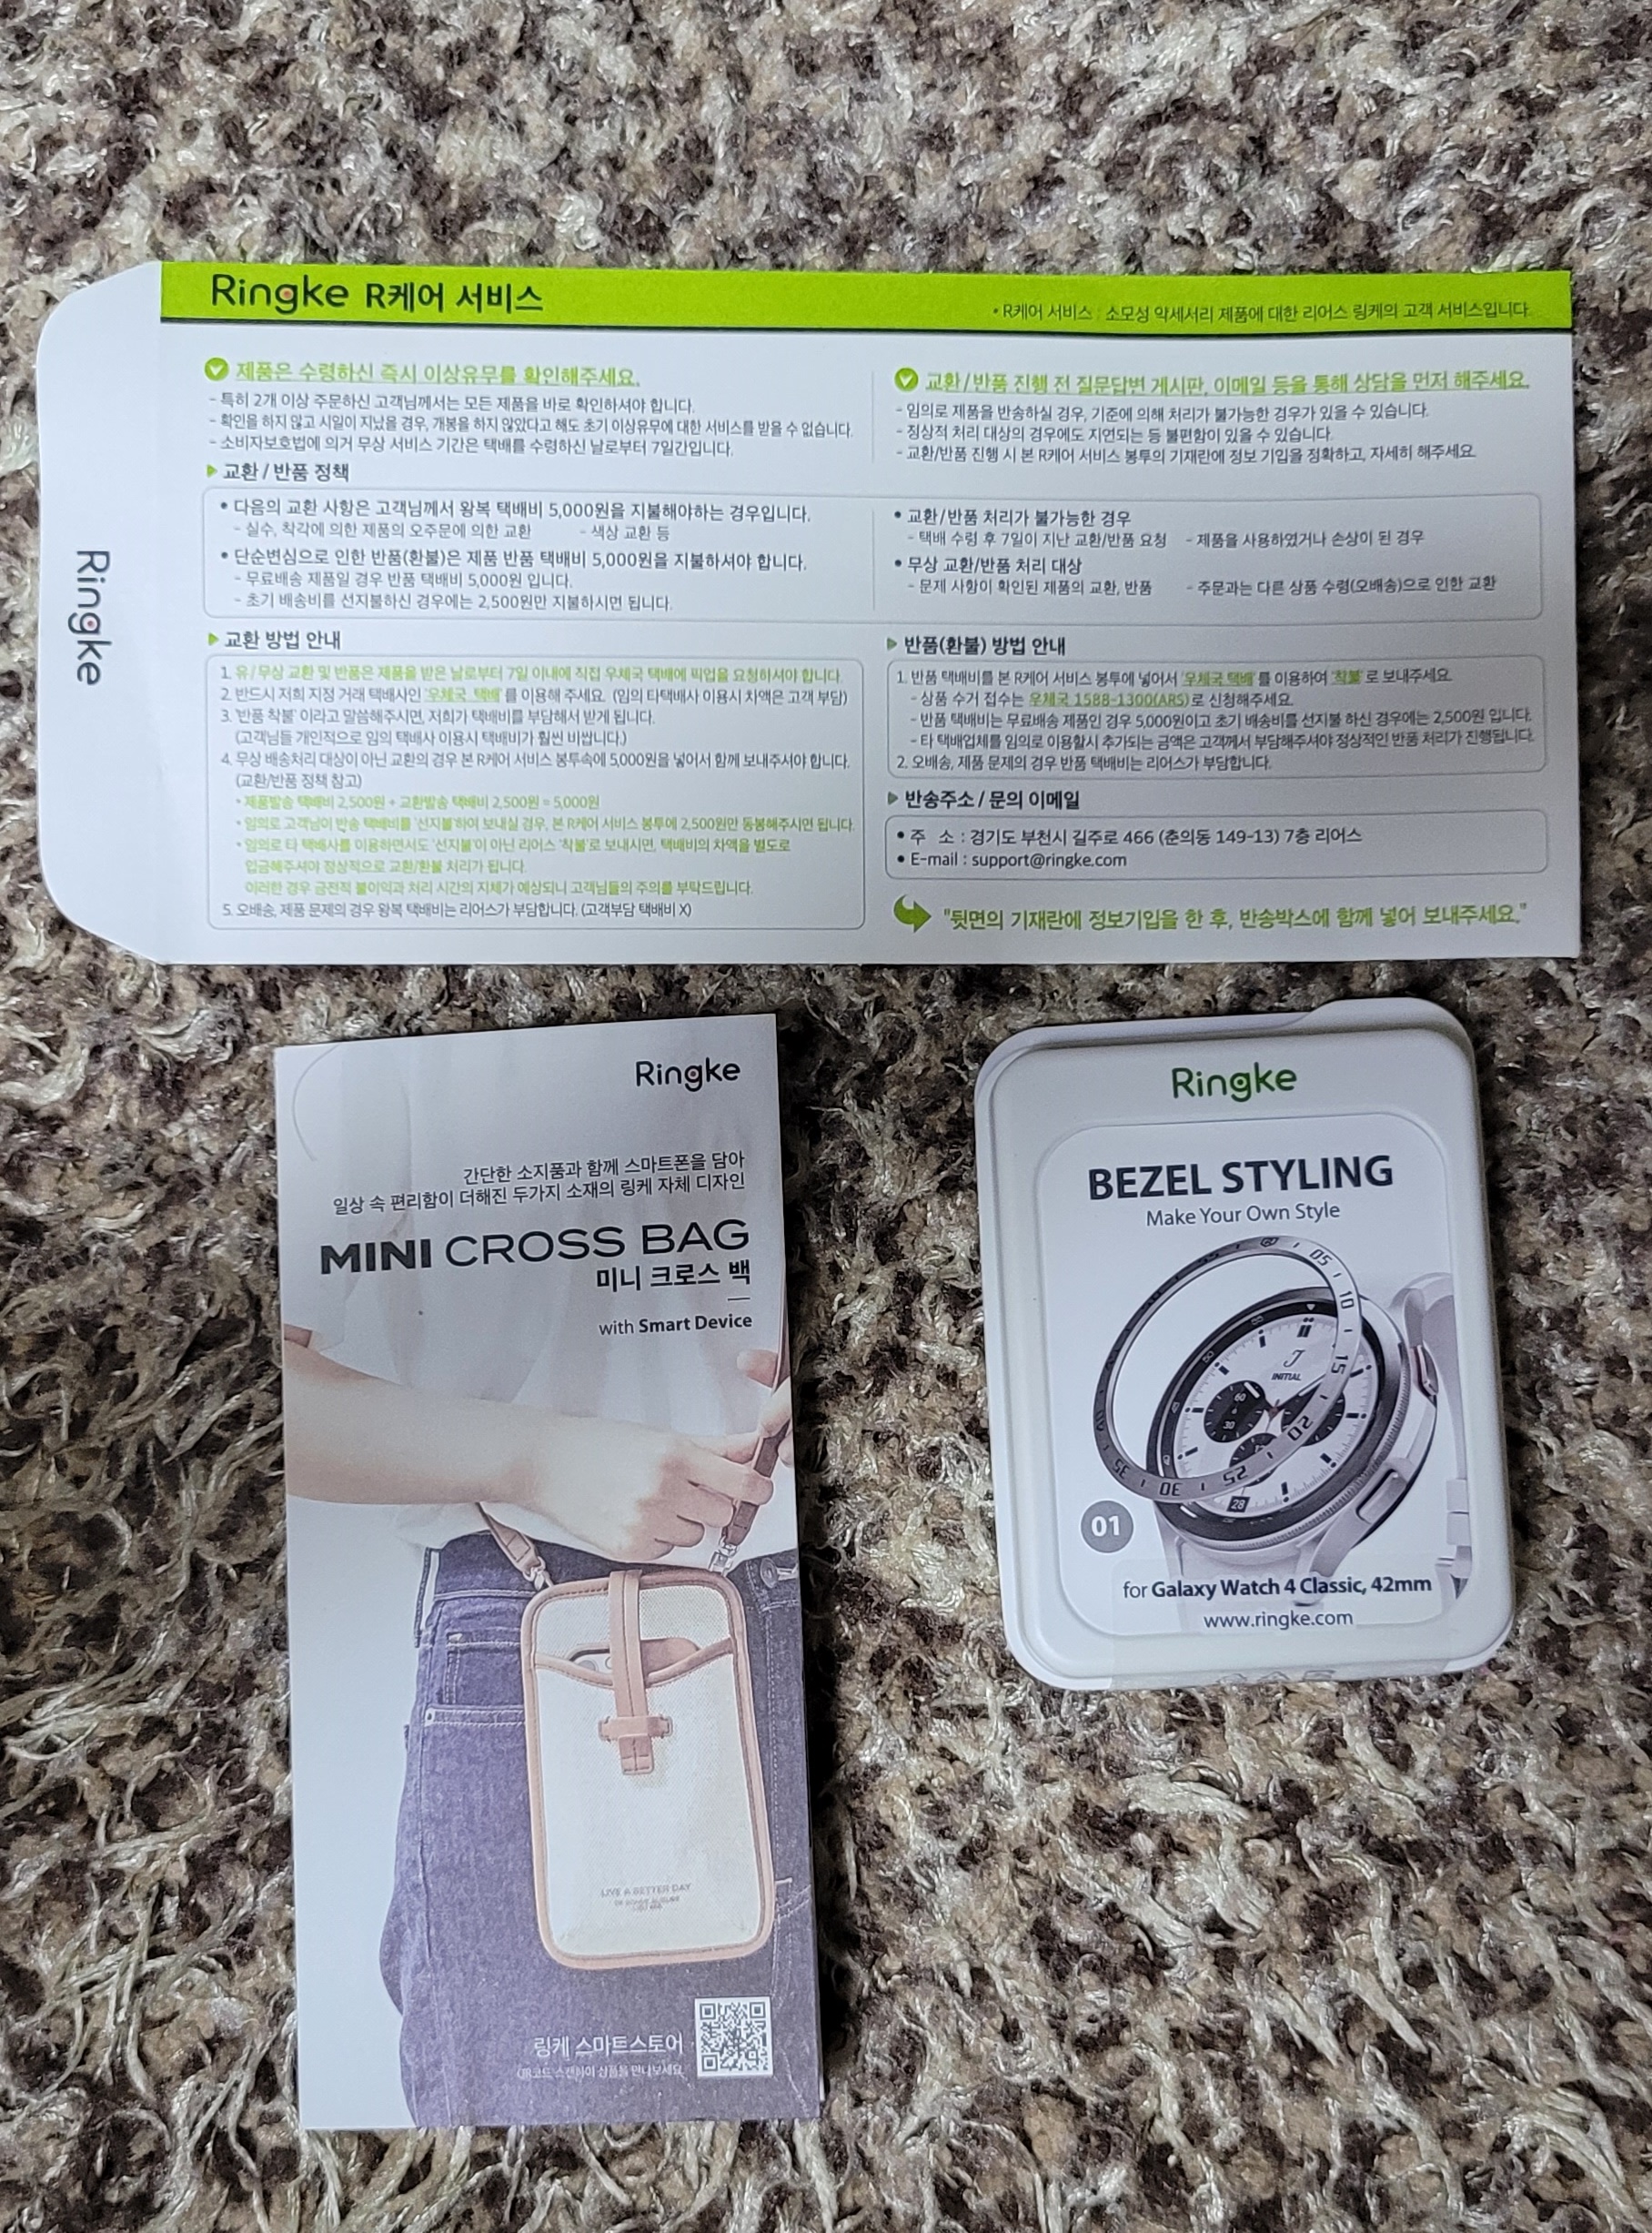 Ringke R케어 서비스
• R케어 서비스 : 소모성 악세서리 제품에 대한 리어스 링케의 고객 서비스입니다.
제품은 수령하신 즉시 이상유무를 확인해주세요.
- 특히 2개 이상 주문하신 고객님께서는 모든 제품을 바로 확인하셔야 합니다.
- 확인을 하지 않고 시일이 지났을 경우, 개봉을 하지 않았다고 해도 초기 이상유무에 대한 서비스를 받을 수 없습니다.
- 소비자보호법에 의거 무상 서비스 기간은 택배를 수령하신 날로부터 7일간입니다.
교환/반품 진행 전 질문답변 게시판, 이메일 등을 통해 상담을 먼저 해주세요.
- 임의로 제품을 반송하실 경우, 기준에 의해 처리가 불가능한 경우가 있을 수 있습니다.
- 정상적 처리 대상의 경우에도 지연되는 등 불편함이 있을 수 있습니다.
- 교환/반품 진행 시 본 R케어 서비스 봉투의 기재란에 정보 기입을 정확하고, 자세히 해주세요.
교환 / 반품 정책
• 다음의 교환 사항은 고객님께서 왕복 택배비 5,000원을 지불해야하는 경우입니다.
- 실수, 착각에 의한 제품의 오주문에 의한 교환 - 색상 교환 등
• 단순변심으로 인한 반품(환불)은 제품 반품 택배비 5,000원을 지불하셔야 합니다.
- 무료배송 제품일 경우 반품 택배비 5,000원 입니다.
- 초기 배송비를 선지불하신 경우에는 2,500원만 지불하시면 됩니다.
• 교환/반품 처리가 불가능한 경우
- 택배 수령 후 7일이 지난 교환/반품 요청 - 제품을 사용하였거나 손상이 된 경우
• 무상 교환/반품 처리 대상
- 문제 사항이 확인된 제품의 교환, 반품 - 주문과는 다른 상품 수령(오배송)으로 인한 교환
교환 방법 안내
1. 유/무상 교환 및 반품은 제품을 받은 날로부터 7일 이내에 직접 우체국 택배에 픽업을 요청하셔야 합니다.
2. 반드시 저희 지정 거래 택배사인 '우체국 택배'를 이용해 주세요. (임의 타택배사 이용시 차액은 고객 부담)
3. '반품 착불' 이라고 말씀해주시면, 저희가 택배비를 부담해서 받게 됩니다.
(고객님들 개인적으로 임의 택배사 이용시 택배비가 훨씬 비쌉니다.)
4. 무상 배송처리 대상이 아닌 교환의 경우 본 R케어 서비스 봉투속에 5,000원을 넣어서 함께 보내주셔야 합니다.
(교환/반품 정책 참고)
• 제품발송 택배비 2,500원 + 교환발송 택배비 2,500원 = 5,000원
• 임의로 고객님이 반송 택배비를 '선지불'하여 보내실 경우, 본 R케어 서비스 봉투에 2,500원만 동봉해주시면 됩니다.
• 임의로 타 택배사를 이용하면서도 '선지불'이 아닌 리어스 '착불'로 보내시면, 택배비의 차액을 별도로
입금해주셔야 정상적으로 교환/환불 처리가 됩니다.
이러한 경우 금전적 불이익과 처리 시간의 지체가 예상되니 고객님들의 주의를 부탁드립니다.
5. 오배송, 제품 문제의 경우 왕복 택배비는 리어스가 부담합니다. (고객부담 택배비 X)
반품(환불) 방법 안내
1. 반품 택배비를 본 R케어 서비스 봉투에 넣어서 '우체국 택배'를 이용하여 '착불'로 보내주세요.
- 상품 수거 접수는 우체국 1588-1300(ARS)로 신청해주세요.
- 반품 택배비는 무료배송 제품인 경우 5,000원이고 초기 배송비를 선지불 하신 경우에는 2,500원 입니다.
- 타 택배업체를 임의로 이용할시 추가되는 금액은 고객께서 부담해주셔야 정상적인 반품 처리가 진행됩니다.
2. 오배송, 제품 문제의 경우 반품 택배비는 리어스가 부담합니다.
반송주소 / 문의 이메일
• 주 소 : 경기도 부천시 길주로 466 (춘의동 149-13) 7층 리어스
• E-mail : support@ringke.com
"뒷면의 기재란에 정보기입을 한 후, 반송박스에 함께 넣어 보내주세요."
Ringke
Ringke
간단한 소지품과 함께 스마트폰을 담아
일상 속 편리함이 더해진 두가지 소재의 링케 자체 디자인
MINI CROSS BAG
미니 크로스 백
with Smart Device
LIVE A BETTER DAY
링케 스마트스토어
QR코드 스캔하여 상품을 만나보세요.
Ringke
BEZEL STYLING
Make Your Own Style
05
10
15
20
25
30
35
INITIAL
60
30
28
01
for Galaxy Watch 4 Classic, 42mm
www.ringke.com